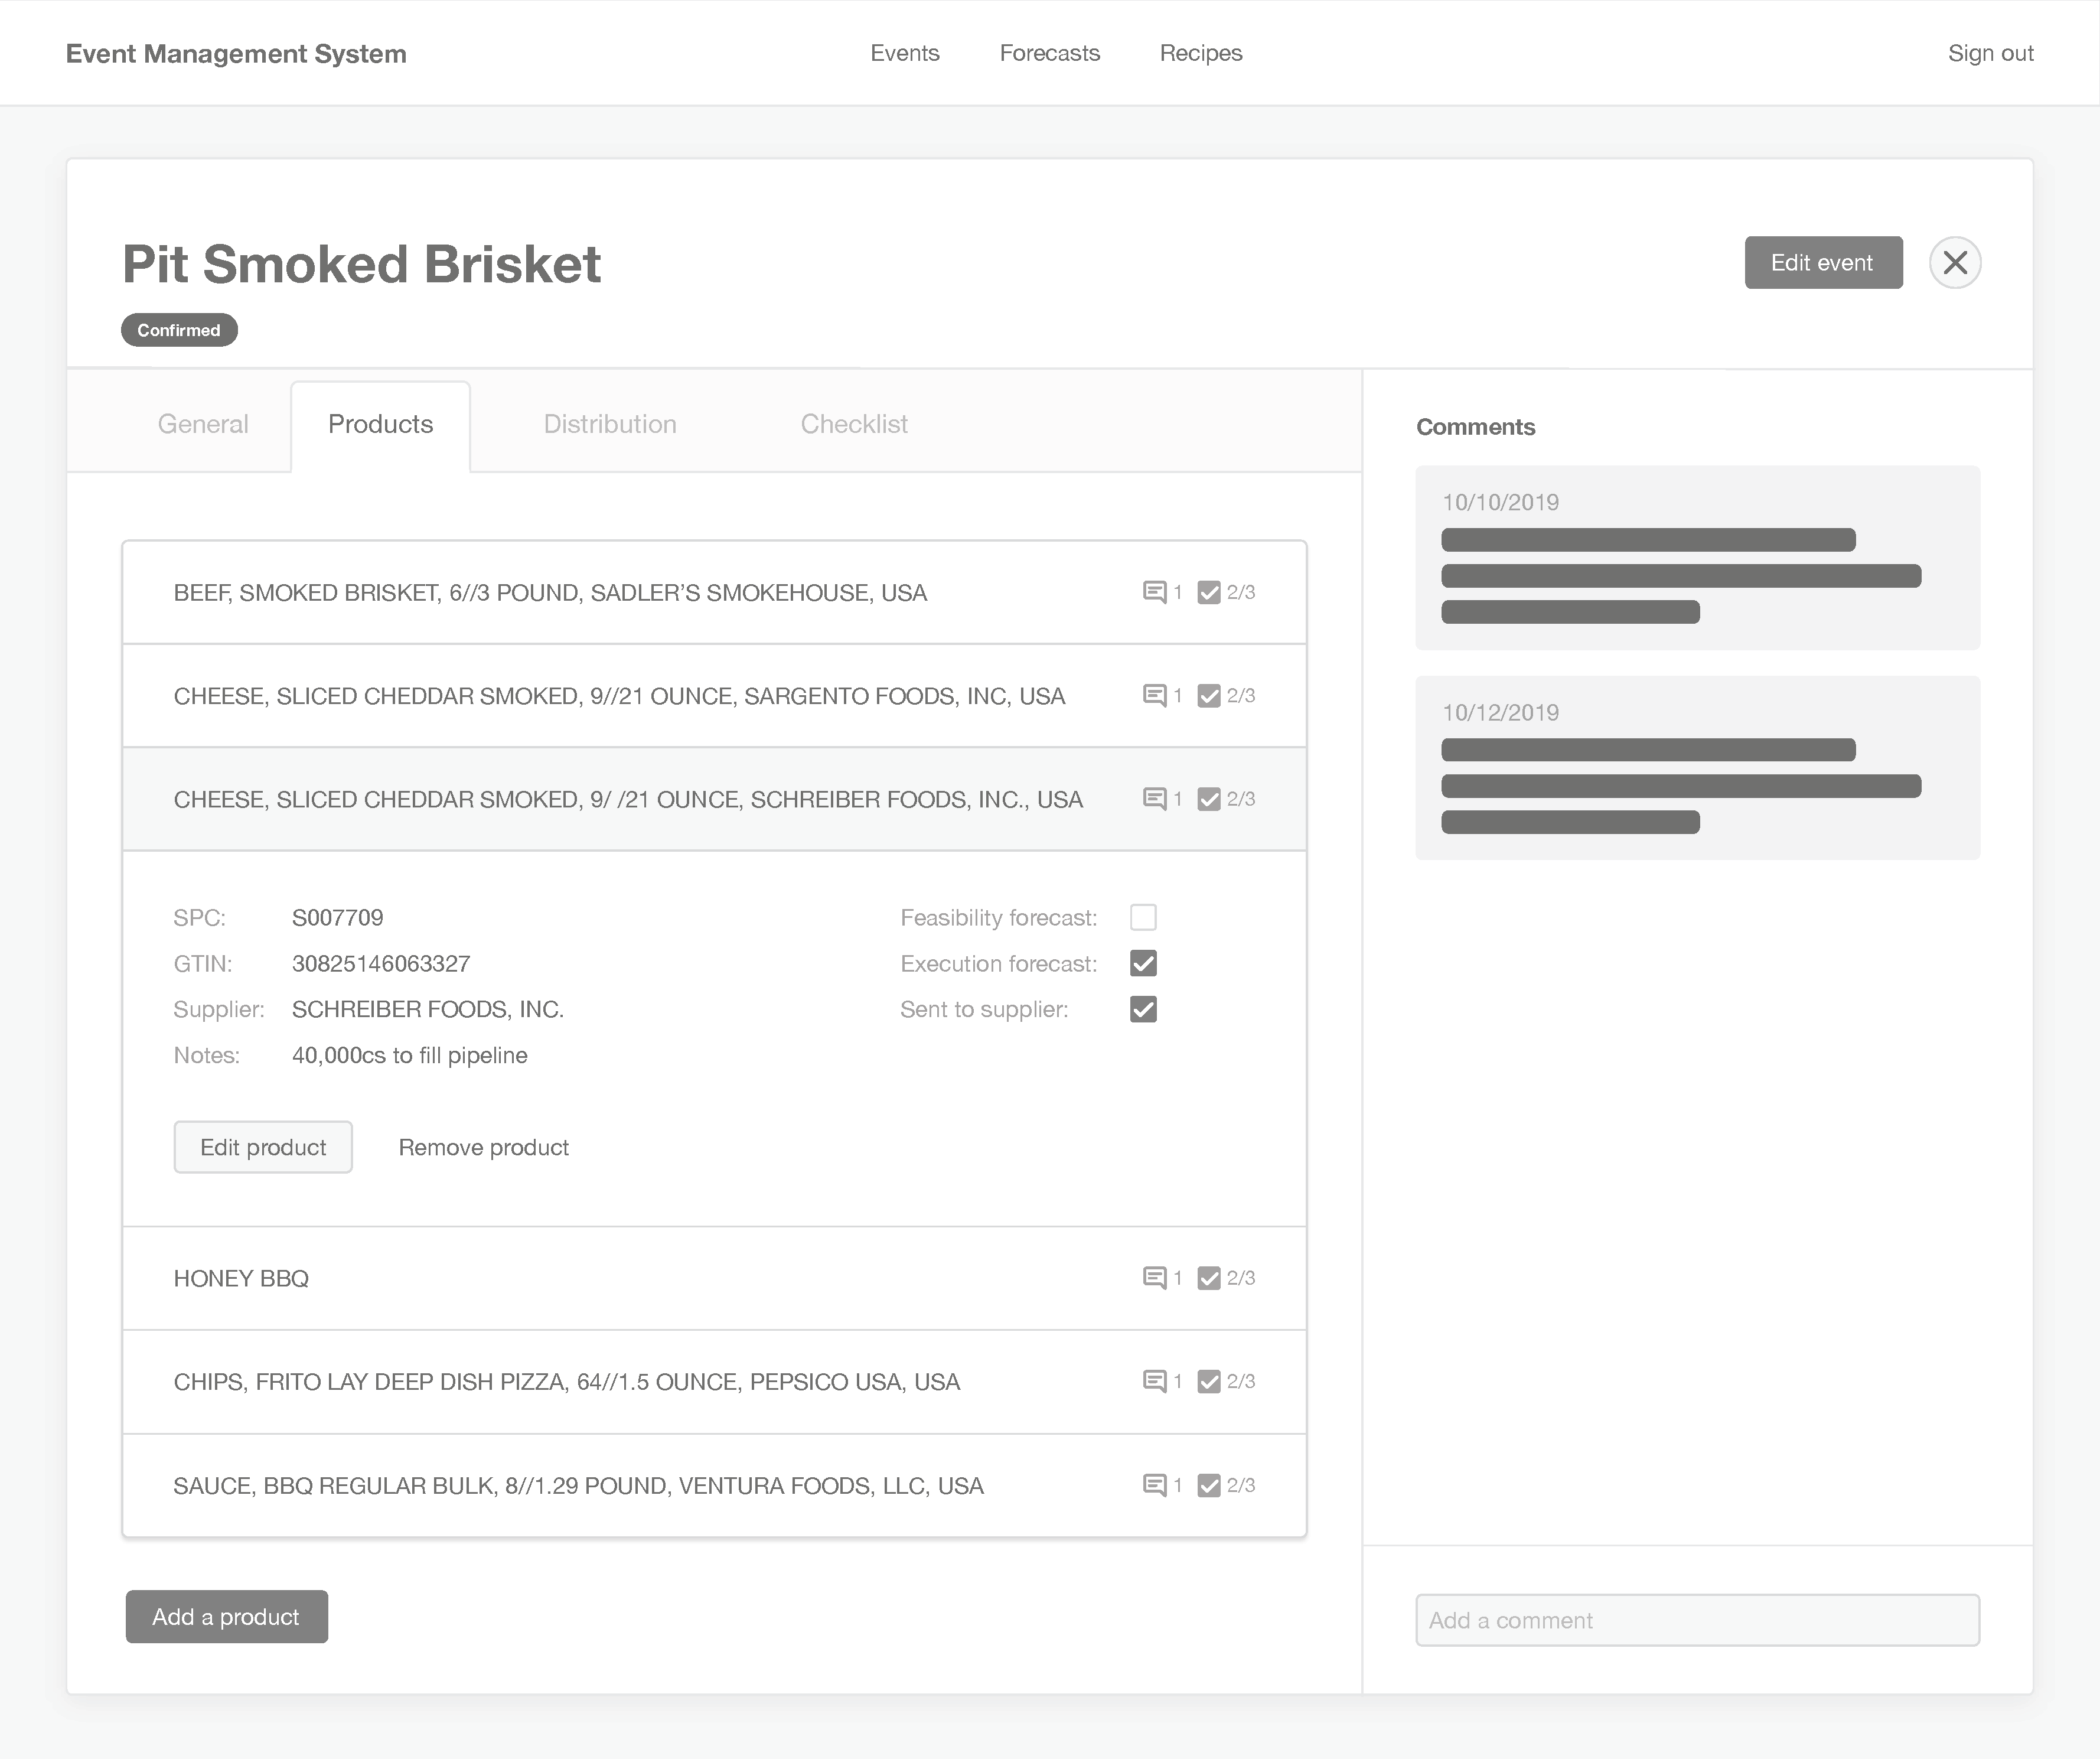 Event Management System
Events
Forecasts
Recipes
Sign out
Pit Smoked Brisket
Edit event
Confirmed
General
Products
Distribution
Checklist
BEEF, SMOKED BRISKET, 6//3 POUND, SADLER’S SMOKEHOUSE, USA 1 2/3
CHEESE, SLICED CHEDDAR SMOKED, 9//21 OUNCE, SARGENTO FOODS, INC, USA 1 2/3
CHEESE, SLICED CHEDDAR SMOKED, 9/ /21 OUNCE, SCHREIBER FOODS, INC., USA 1 2/3
SPC: S007709
GTIN: 30825146063327
Supplier: SCHREIBER FOODS, INC.
Notes: 40,000cs to fill pipeline
Feasibility forecast:
Execution forecast:
Sent to supplier:
Edit product
Remove product
HONEY BBQ 1 2/3
CHIPS, FRITO LAY DEEP DISH PIZZA, 64//1.5 OUNCE, PEPSICO USA, USA 1 2/3
SAUCE, BBQ REGULAR BULK, 8//1.29 POUND, VENTURA FOODS, LLC, USA 1 2/3
Add a product
Comments
10/10/2019
10/12/2019
Add a comment